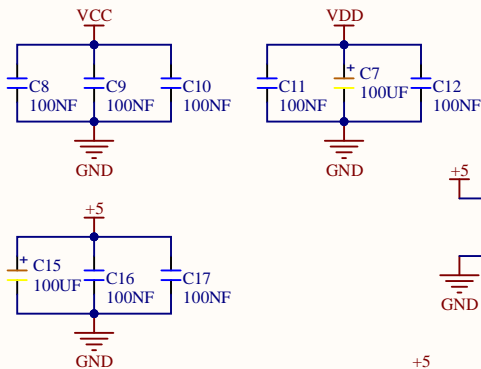 VCC
VDD
C8
100NF
C9
100NF
C10
100NF
C11
100NF
+
C7
100UF
C12
100NF
GND
GND
+5
+5
+
C15
100UF
C16
100NF
C17
100NF
GND
GND
+5